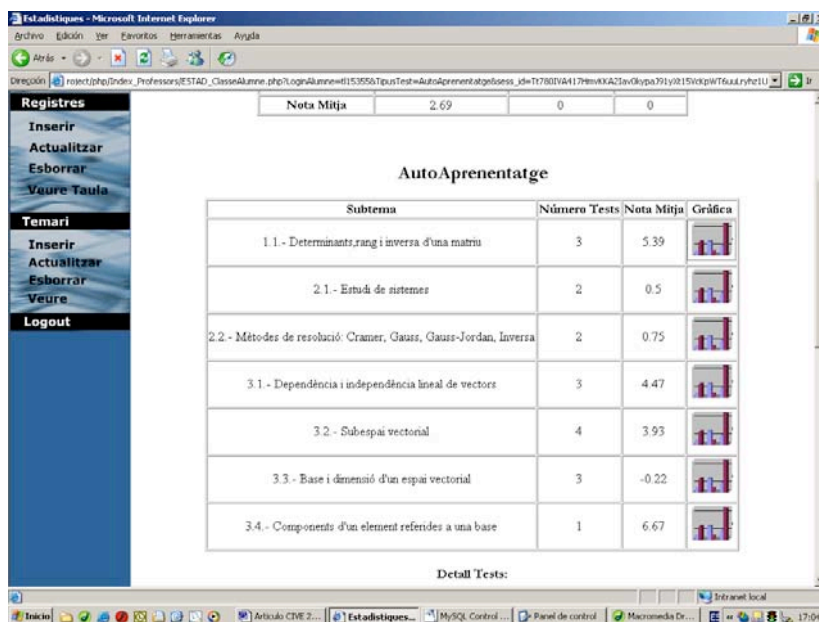 Estadistiques - Microsoft Internet Explorer
Archivo Edición Ver Favoritos Herramientas Ayuda
Atrás
Dirección Ir
Registres
Inserir
Actualitzar
Esborrar
Veure Taula
Temari
Inserir
Actualitzar
Esborrar
Veure
Logout
Nota Mitja 2.69 0 0
AutoAprenentatge
Subtema Número Tests Nota Mitja Gràfica
1.1.- Determinants,rang i inversa d'una matriu 3 5.39
2.1.- Estudi de sistemes 2 0.5
2.2.- Mètodes de resolució: Cramer, Gauss, Gauss-Jordan, Inversa 2 0.75
3.1.- Dependència i independència lineal de vectors 3 4.47
3.2.- Subespai vectorial 4 3.93
3.3.- Base i dimensió d'un espai vectorial 3 -0.22
3.4.- Components d'un element referides a una base 1 6.67
Detall Tests:
Intranet local
Inicio Articulo CIVE 2... Estadistiques... MySQL Control ... Panel de control Macromedia Dr... 17:04